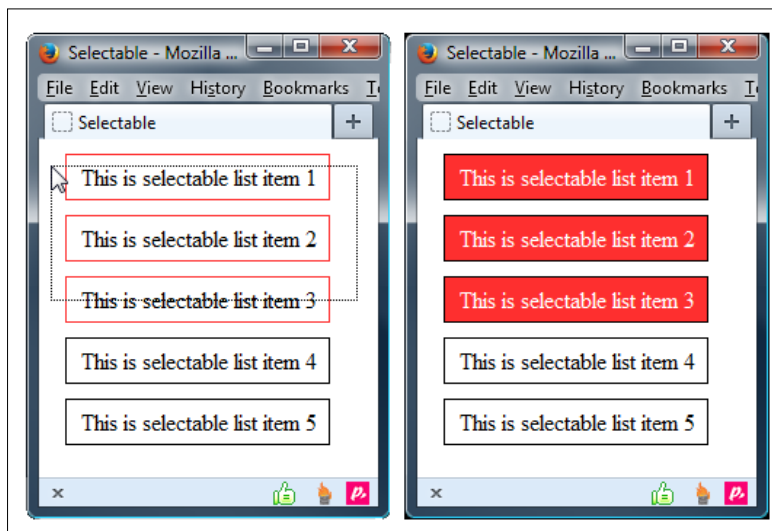 Selectable - Mozilla ...
File Edit View History Bookmarks T
Selectable
This is selectable list item 1
This is selectable list item 2
This is selectable list item 3
This is selectable list item 4
This is selectable list item 5
Selectable - Mozilla ...
File Edit View History Bookmarks T
Selectable
This is selectable list item 1
This is selectable list item 2
This is selectable list item 3
This is selectable list item 4
This is selectable list item 5